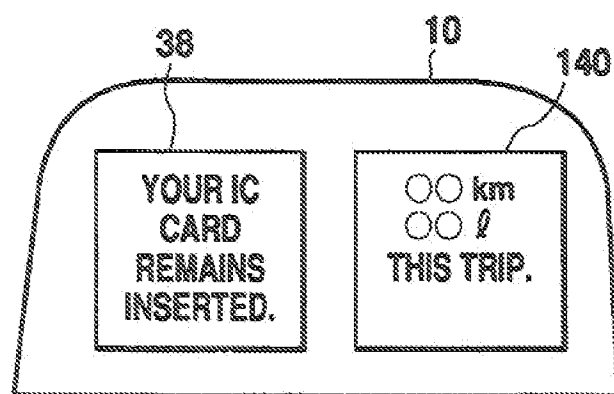 38
10
140
YOUR IC
CARD
REMAINS
INSERTED.
○○ km
○○ ℓ
THIS TRIP.